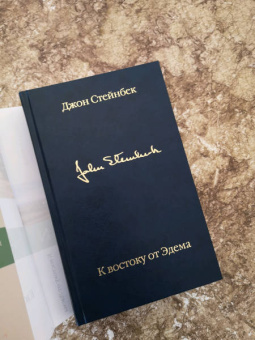 Джон Стейнбек
John Steinbeck
К востоку от Эдема